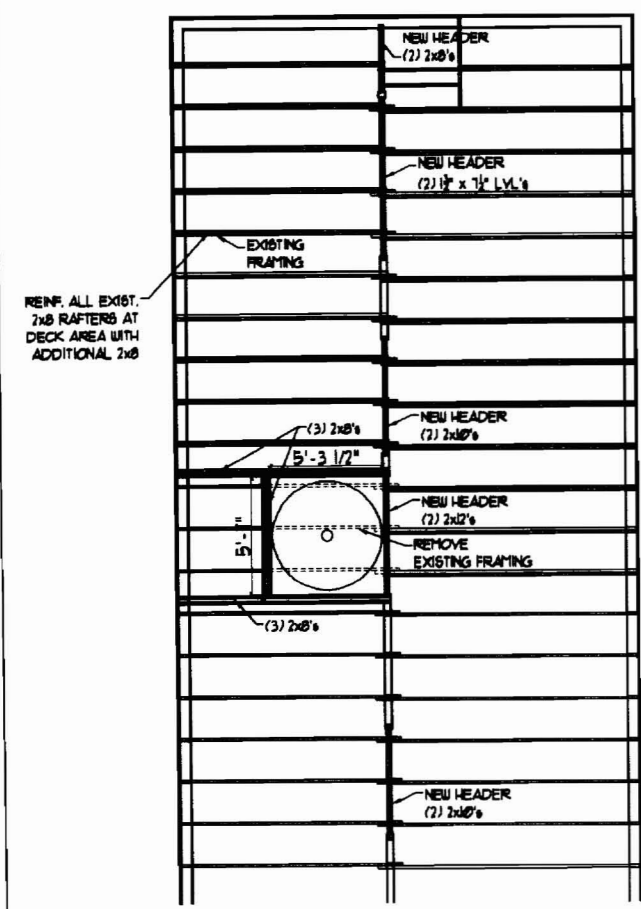 NEW HEADER
(2) 2x8's
NEW HEADER
(2) 1¾" x 7¼" LVL's
EXISTING
FRAMING
REINF. ALL EXIST.
2x8 RAFTERS AT
DECK AREA WITH
ADDITIONAL 2x8
(3) 2x8's
NEW HEADER
(2) 2x10's
5'-3 1/2"
NEW HEADER
(2) 2x12's
5'-7"
REMOVE
EXISTING FRAMING
(3) 2x8's
NEW HEADER
(2) 2x10's